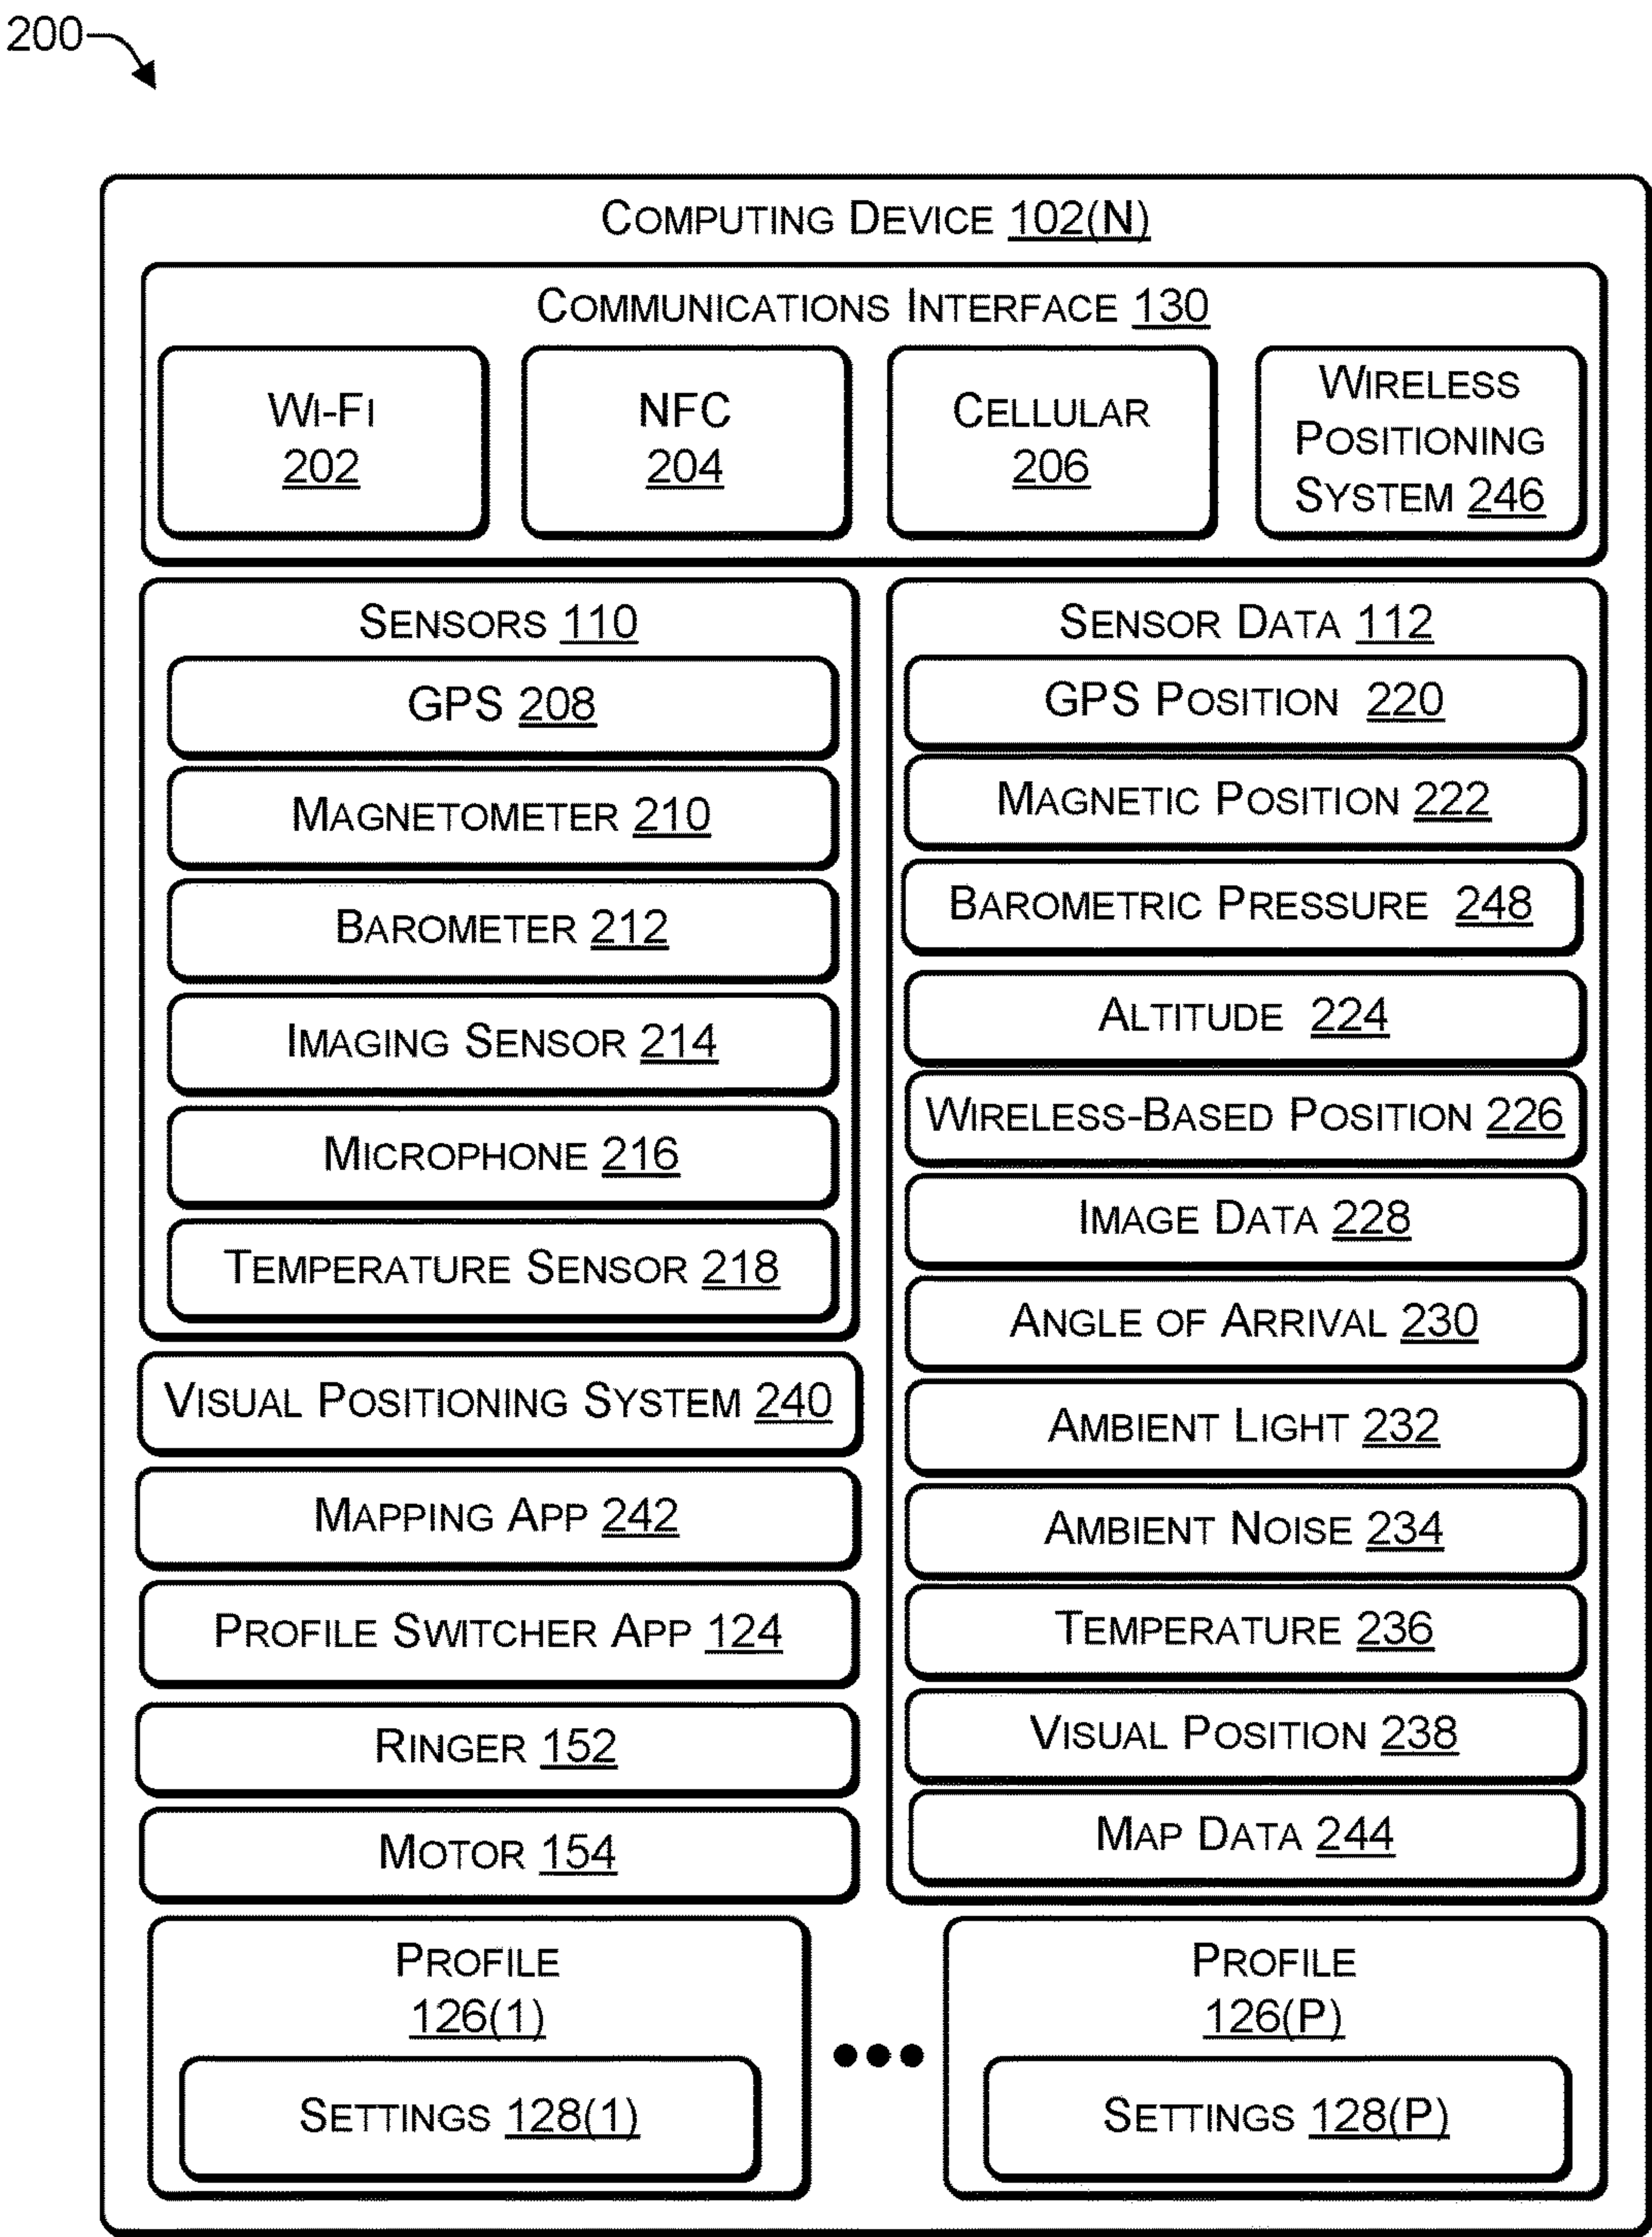 200
COMPUTING DEVICE 102(N)
COMMUNICATIONS INTERFACE 130
WI-FI
202
NFC
204
CELLULAR
206
WIRELESS
POSITIONING
SYSTEM 246
SENSORS 110
GPS 208
MAGNETOMETER 210
BAROMETER 212
IMAGING SENSOR 214
MICROPHONE 216
TEMPERATURE SENSOR 218
VISUAL POSITIONING SYSTEM 240
MAPPING APP 242
PROFILE SWITCHER APP 124
RINGER 152
MOTOR 154
SENSOR DATA 112
GPS POSITION 220
MAGNETIC POSITION 222
BAROMETRIC PRESSURE 248
ALTITUDE 224
WIRELESS-BASED POSITION 226
IMAGE DATA 228
ANGLE OF ARRIVAL 230
AMBIENT LIGHT 232
AMBIENT NOISE 234
TEMPERATURE 236
VISUAL POSITION 238
MAP DATA 244
PROFILE
126(1)
SETTINGS 128(1)
PROFILE
126(P)
SETTINGS 128(P)